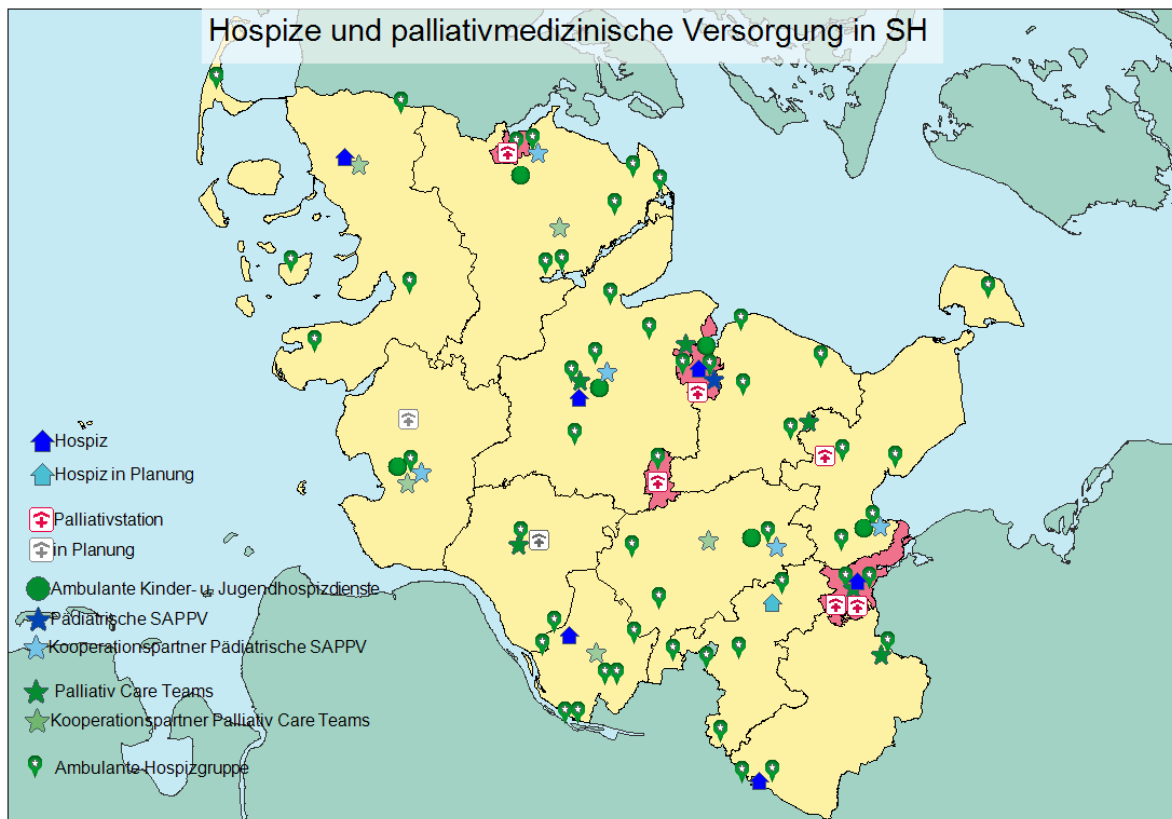 Hospize und palliativmedizinische Versorgung in SH
Hospiz
Hospiz in Planung
Palliativstation
in Planung
Ambulante Kinder- u. Jugendhospizdienste
Pädiatrische SAPPV
Kooperationspartner Pädiatrische SAPPV
Palliativ Care Teams
Kooperationspartner Palliativ Care Teams
Ambulante Hospizgruppe